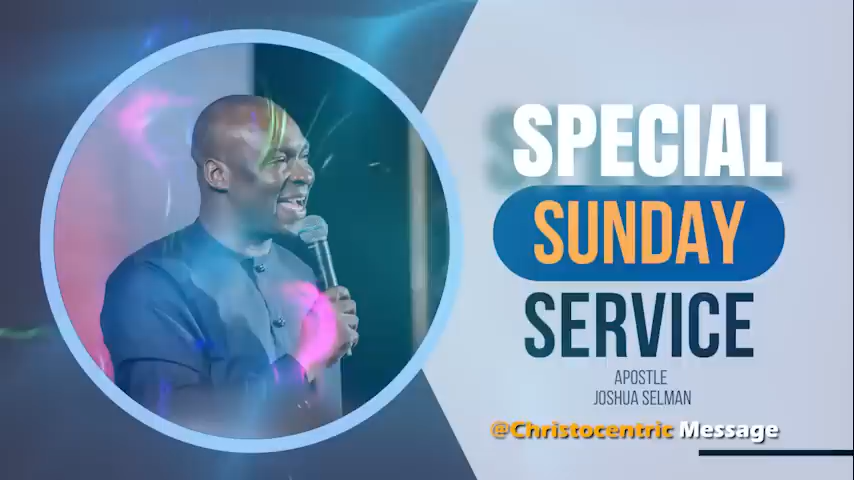 SPECIAL
SUNDAY
SERVICE
APOSTLE
JOSHUA SELMAN
@Christocentric Message